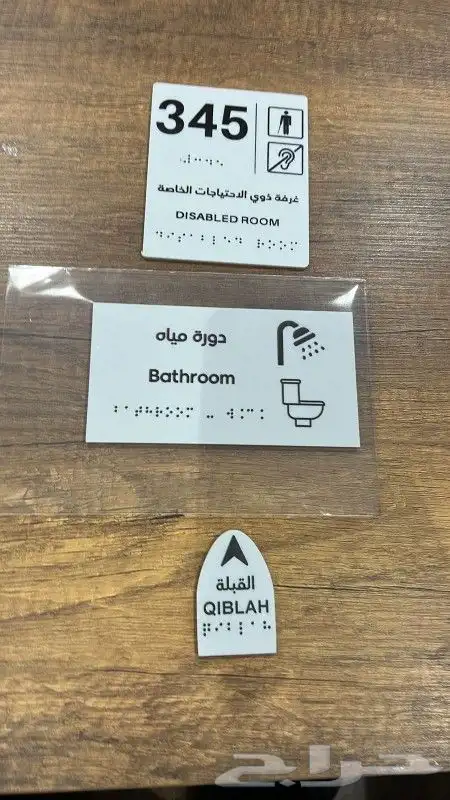 345
غرفة ذوي الاحتياجات الخاصة
DISABLED ROOM
⠙⠊⠎⠁⠃⠇⠑⠙ ⠗⠕⠕⠍
دورة مياه
Bathroom
القبلة
QIBLAH
⠟⠊⠃⠇⠁⠓
حراج